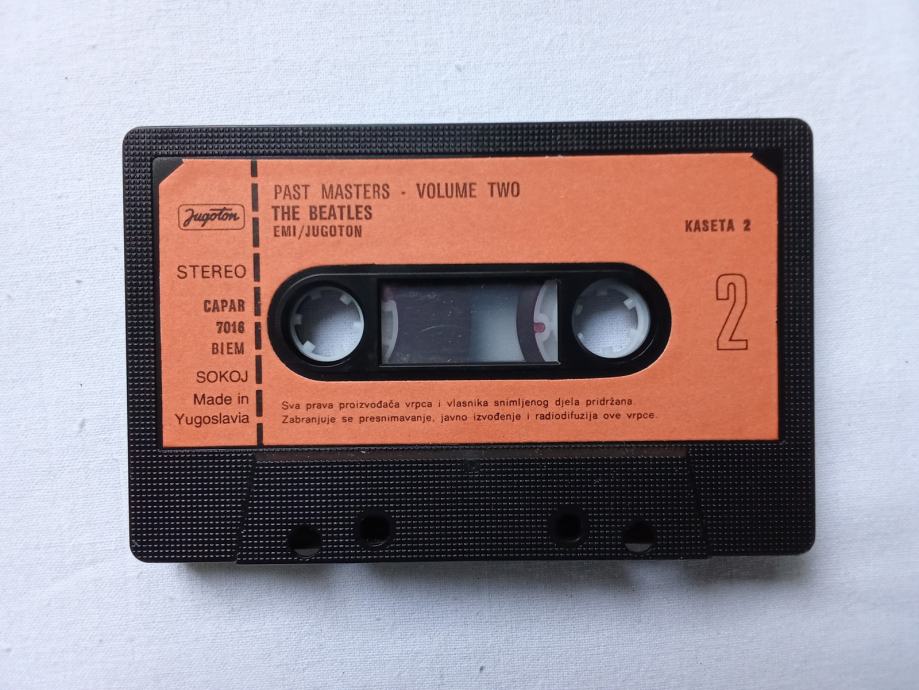 Jugoton
STEREO
CAPAR
7016
BIEM
SOKOJ
Made in
Yugoslavia
PAST MASTERS - VOLUME TWO
THE BEATLES
EMI/JUGOTON
KASETA 2
2
Sva prava proizvođača vrpca i vlasnika snimljenog djela pridržana.
Zabranjuje se presnimavanje, javno izvođenje i radiodifuzija ove vrpce.